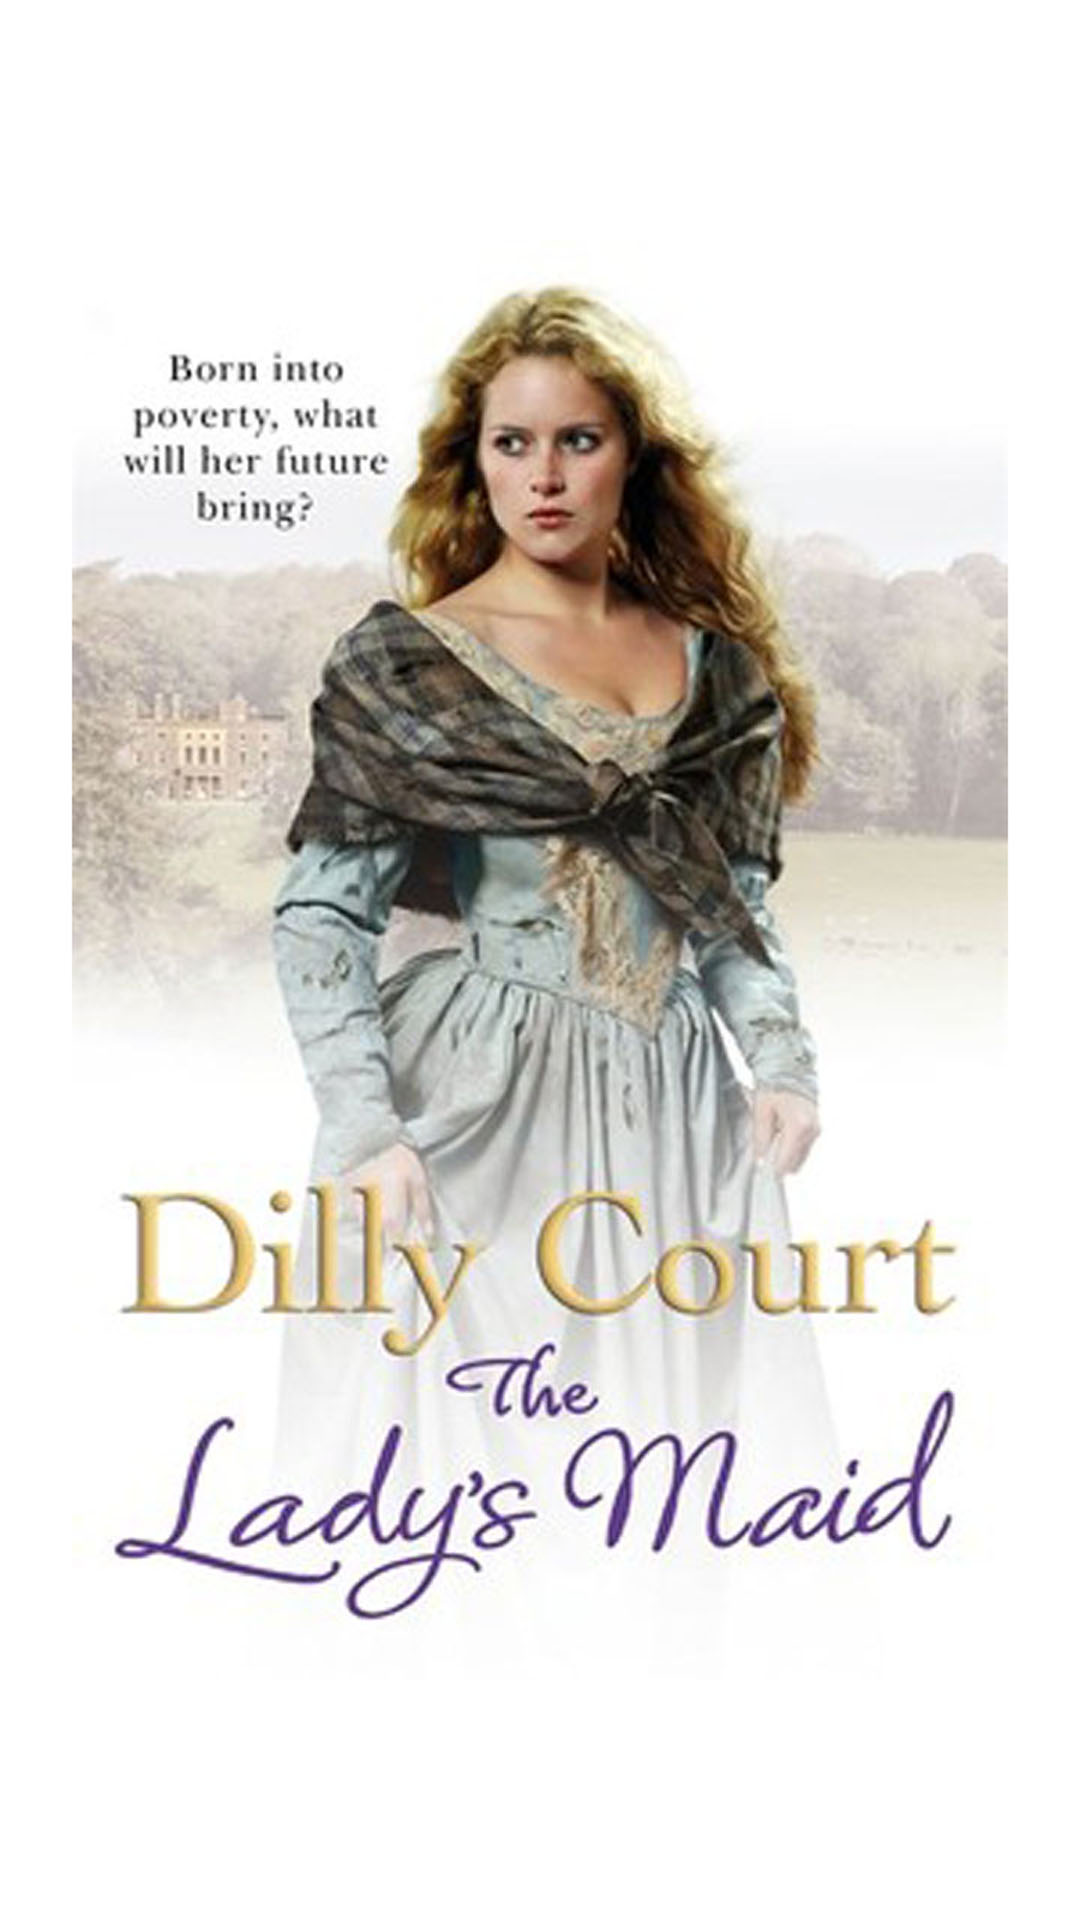 Born into
poverty, what
will her future
bring?
Dilly Court
The
Lady's Maid